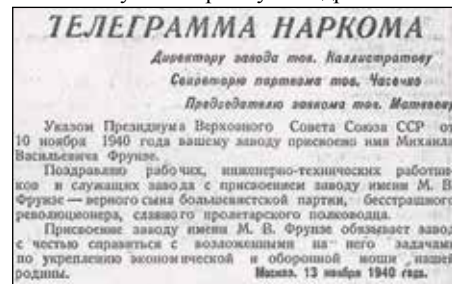 ТЕЛЕГРАММА НАРКОМА
Директору завода тов. Каллистратову
Секретарю парткома тов. Часенко
Председателю завкома тов. Матвееву
Указом Президиума Верховного Совета Союза ССР от
10 ноября 1940 года вашему заводу присвоено имя Михаила
Васильевича Фрунзе.
Поздравляю рабочих, инженерно-технических работни-
ков и служащих завода с присвоением заводу имени М. В.
Фрунзе — верного сына большевистской партии, бесстрашного
революционера, славного пролетарского полководца.
Присвоение заводу имени М. В. Фрунзе обязывает завод
с честью справиться с возложенными на него задачами
по укреплению экономической и оборонной мощи нашей
родины. Москва. 13 ноября 1940 года.